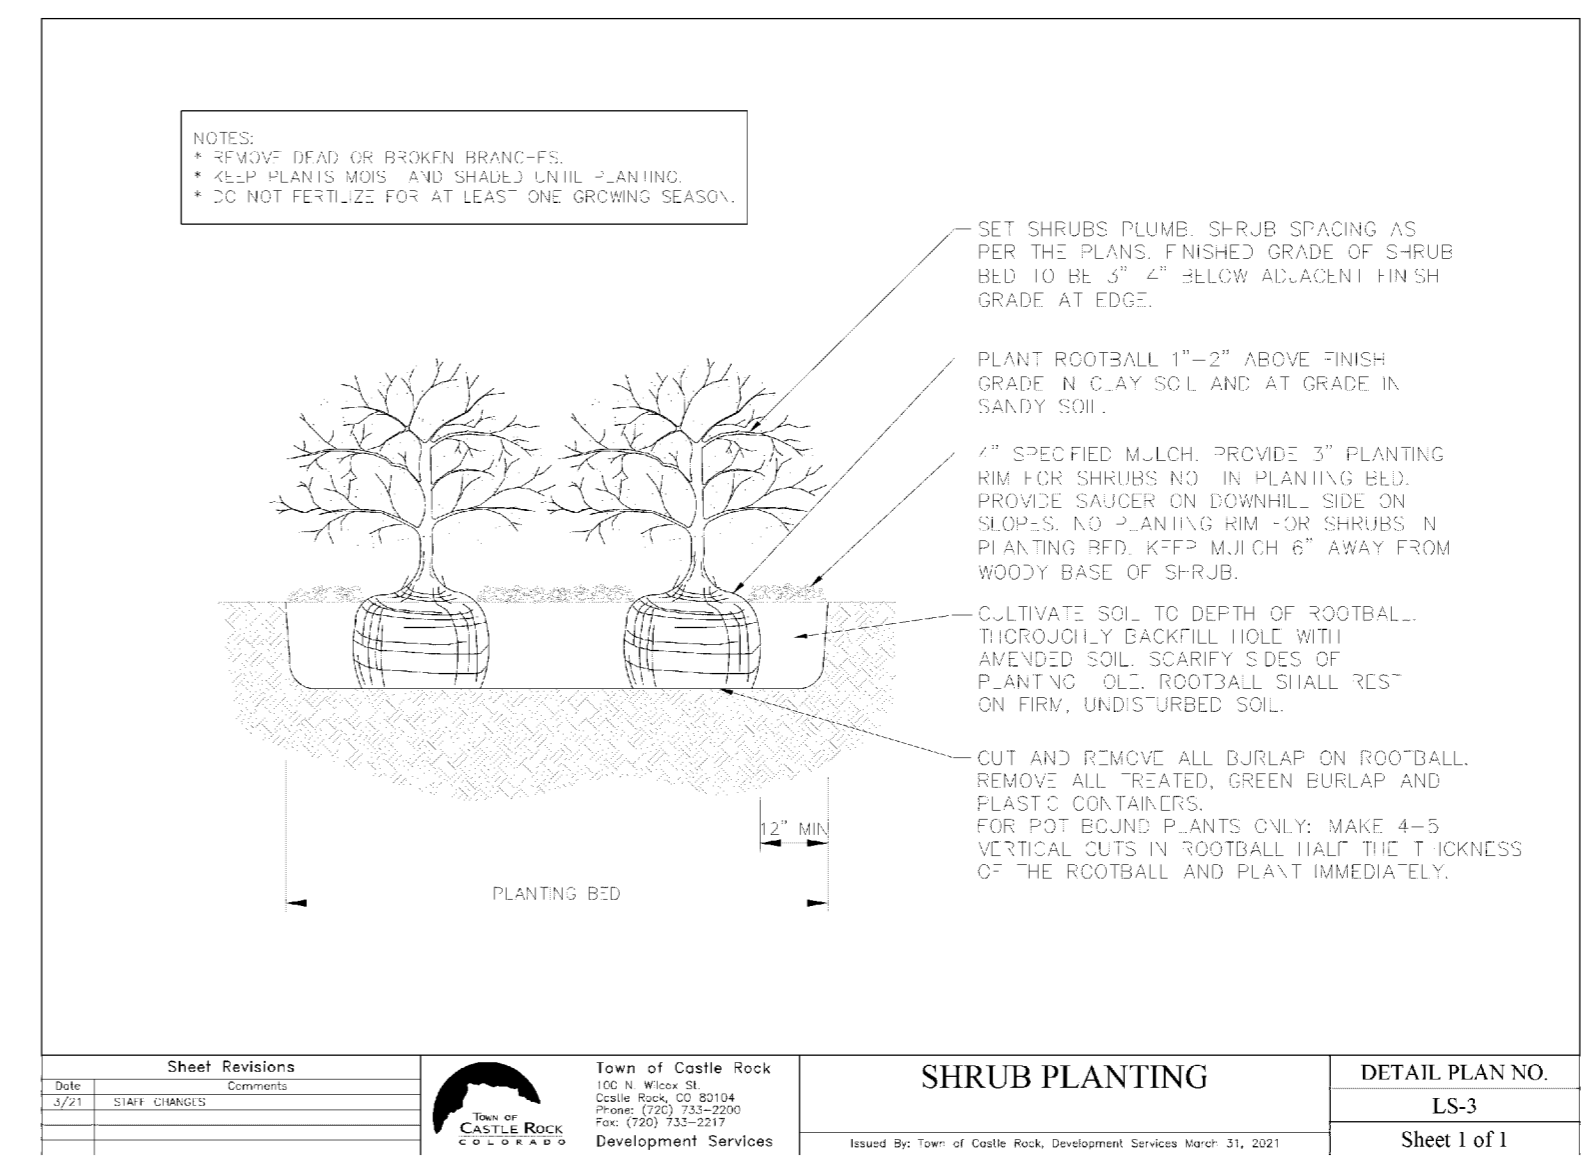 NOTES:
* REMOVE DEAD OR BROKEN BRANCHES.
* KEEP PLANTS MOIST AND SHADED UNTIL PLANTING.
* DO NOT FERTILIZE FOR AT LEAST ONE GROWING SEASON.
SET SHRUBS PLUMB. SHRUB SPACING AS
PER THE PLANS. FINISHED GRADE OF SHRUB
BED TO BE 3" 4" BELOW ADJACENT FINISH
GRADE AT EDGE.
PLANT ROOTBALL 1"-2" ABOVE FINISH
GRADE IN CLAY SOIL AND AT GRADE IN
SANDY SOIL.
4" SPECIFIED MULCH. PROVIDE 3" PLANTING
RIM FOR SHRUBS NOT IN PLANTING BED.
PROVIDE SAUCER ON DOWNHILL SIDE ON
SLOPES. NO PLANTING RIM FOR SHRUBS IN
PLANTING BED. KEEP MULCH 6" AWAY FROM
WOODY BASE OF SHRUB.
CULTIVATE SOIL TO DEPTH OF ROOTBALL.
THOROUGHLY BACKFILL HOLE WITH
AMENDED SOIL. SCARIFY SIDES OF
PLANTING HOLE. ROOTBALL SHALL REST
ON FIRM, UNDISTURBED SOIL.
CUT AND REMOVE ALL BURLAP ON ROOTBALL.
REMOVE ALL TREATED, GREEN BURLAP AND
PLASTIC CONTAINERS.
FOR POT BOUND PLANTS ONLY: MAKE 4-5
VERTICAL CUTS IN ROOTBALL HALF THE THICKNESS
OF THE ROOTBALL AND PLANT IMMEDIATELY.
12" MIN
PLANTING BED
Sheet Revisions
Date Comments
3/21 STAFF CHANGES
TOWN OF
CASTLE ROCK
COLORADO
Town of Castle Rock
100 N. Wilcox St.
Castle Rock, CO 80104
Phone: (720) 733-2200
Fax: (720) 733-2217
Development Services
SHRUB PLANTING
Issued By: Town of Castle Rock, Development Services March 31, 2021
DETAIL PLAN NO.
LS-3
Sheet 1 of 1